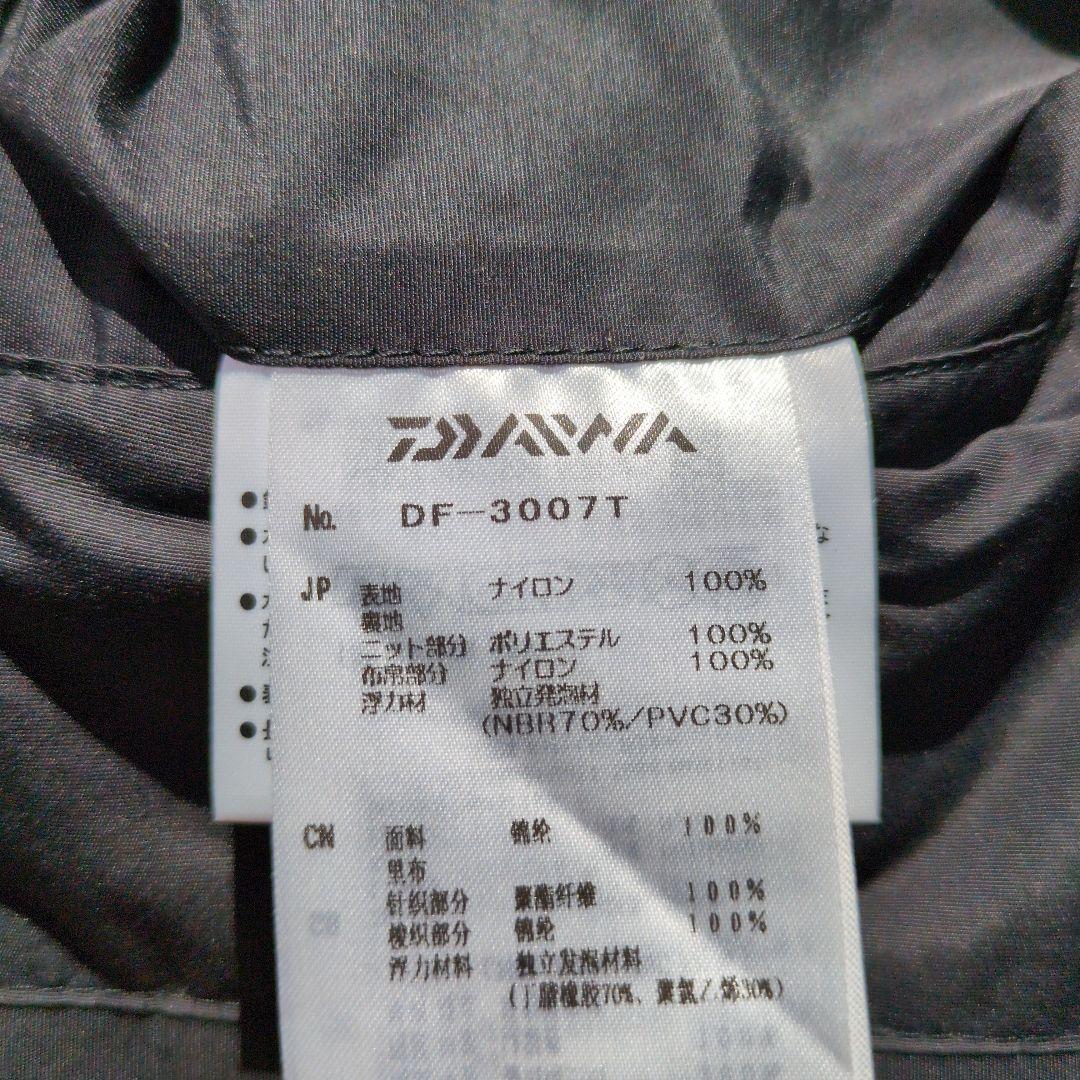 DAIWA
No. DF-3007T
JP 表地 ナイロン 100%
裏地
ニット部分 ポリエステル 100%
布帛部分 ナイロン 100%
浮力材 独立発泡材
(NBR70%/PVC30%)
CN 面料 锦纶 100%
里布
针织部分 聚酯纤维 100%
梭织部分 锦纶 100%
浮力材料 独立发泡材料
(丁腈橡胶70%、聚氯乙烯30%)